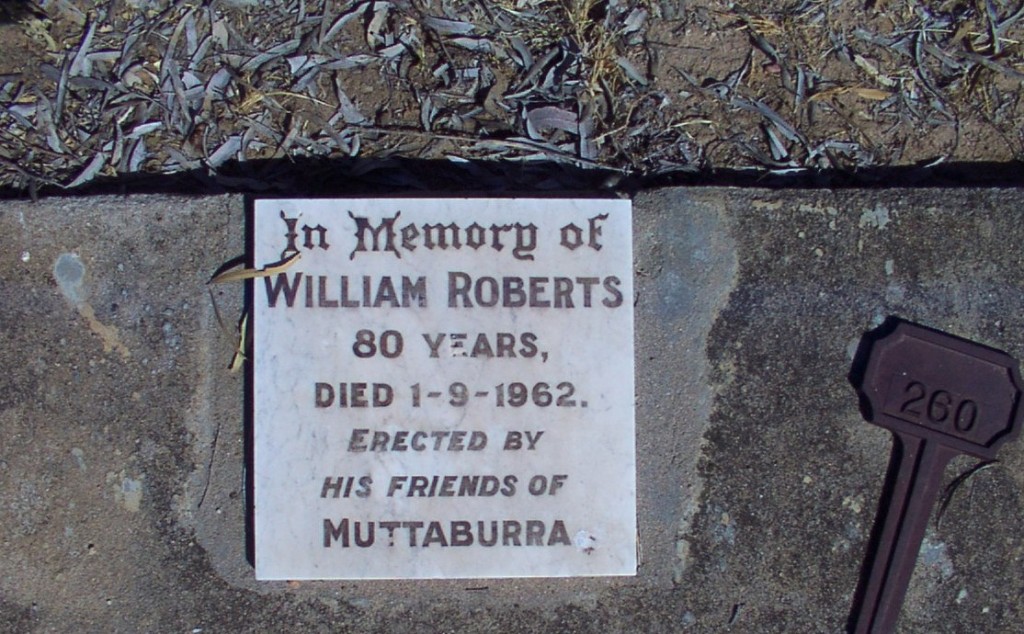 In Memory of
WILLIAM ROBERTS
80 YEARS,
DIED 1-9-1962.
ERECTED BY
HIS FRIENDS OF
MUTTABURRA
260